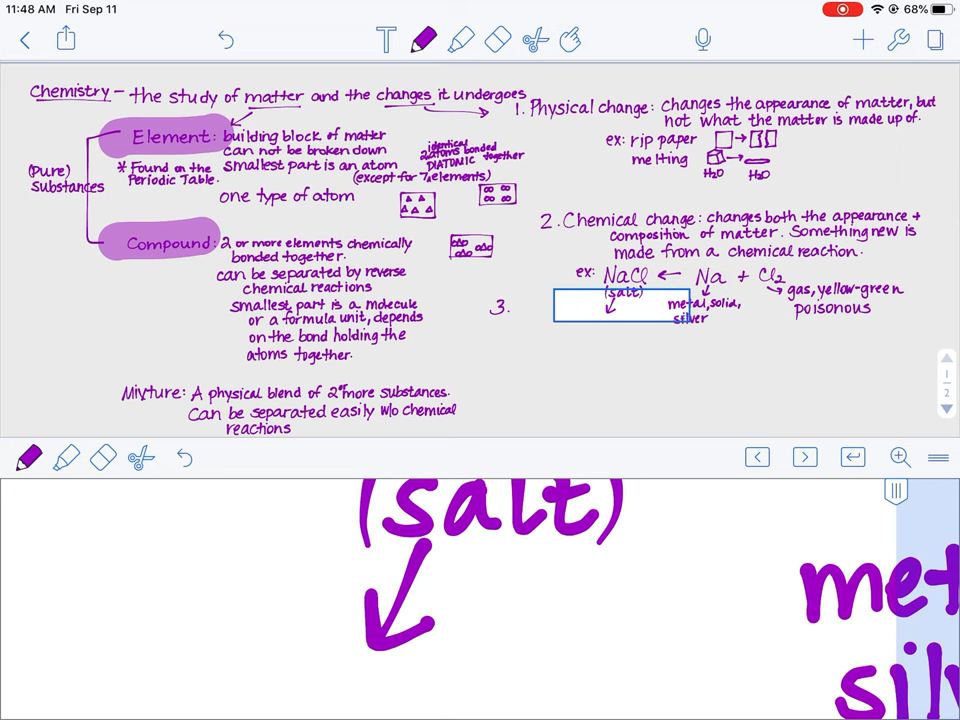 11:48 AM Fri Sep 11
68%
T
Chemistry - the study of matter and the changes it undergoes
Element: building block of matter
can not be broken down
smallest part is an atom
(except for 7 elements)
identical
2 atoms bonded
DIATONIC together
* Found on the
Periodic Table.
one type of atom
(Pure)
Substances
Compound: 2 or more elements chemically
bonded together.
can be separated by reverse
chemical reactions
smallest part is a molecule
or a formula unit, depends
on the bond holding the
atoms together.
Mixture: A physical blend of 2 or more substances.
Can be separated easily w/o chemical
reactions
1. Physical change: changes the appearance of matter, but
not what the matter is made up of.
ex: rip paper
melting
H2O H2O
2. Chemical change: changes both the appearance +
composition of matter. Something new is
made from a chemical reaction.
ex: NaCl ← Na + Cl2
(salt)
metal, solid,
silver
gas, yellow-green
poisonous
3.
1
2
(salt)
met
silv